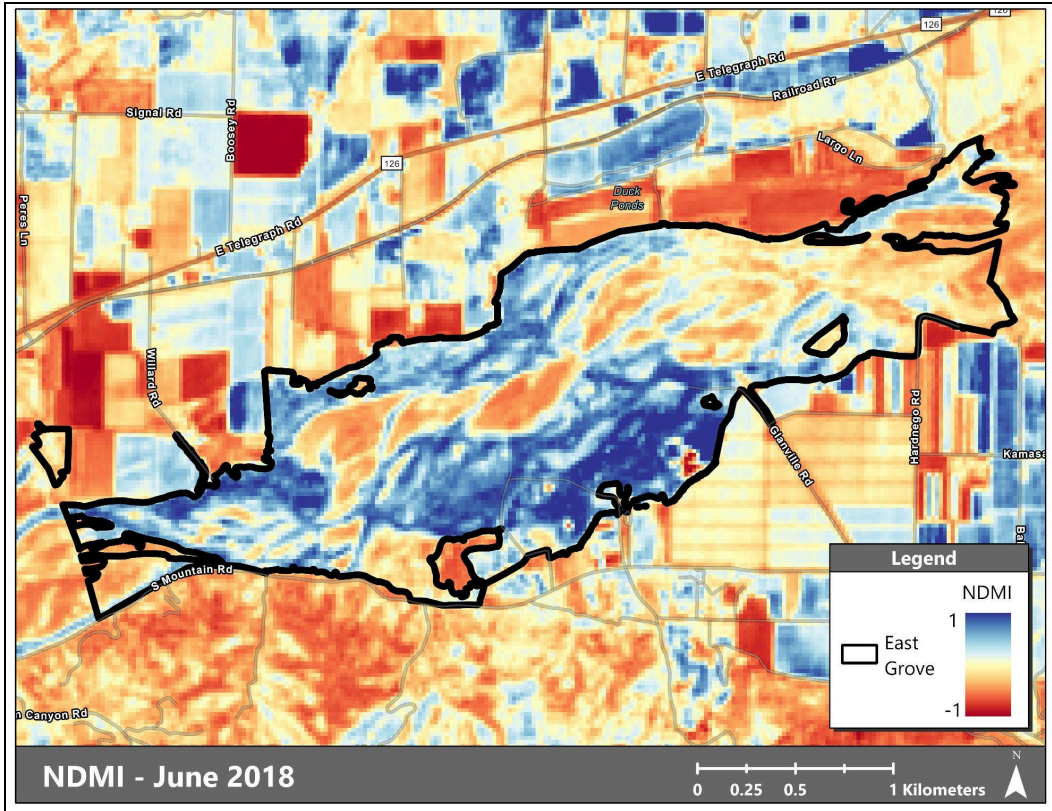 126
126
E Telegraph Rd
Railroad Rr
Signal Rd
Boosey Rd
126
Largo Ln
Duck
Ponds
Peres Ln
E Telegraph Rd
Willard Rd
Hardnego Rd
Glanville Rd
Kamasa
Bal
S Mountain Rd
n Canyon Rd
Legend
NDMI
1
East
Grove
-1
NDMI - June 2018
N
0 0.25 0.5 1 Kilometers